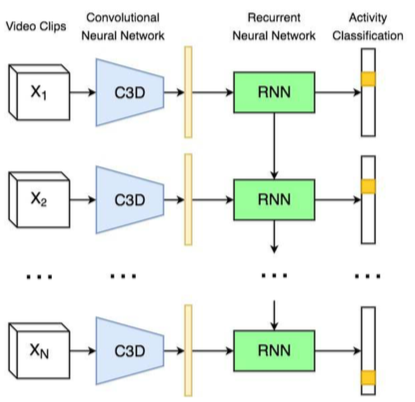 Video Clips
Convolutional
Neural Network
Recurrent
Neural Network
Activity
Classification
X1
C3D
RNN
X2
C3D
RNN
... ... ... ...
XN
C3D
RNN